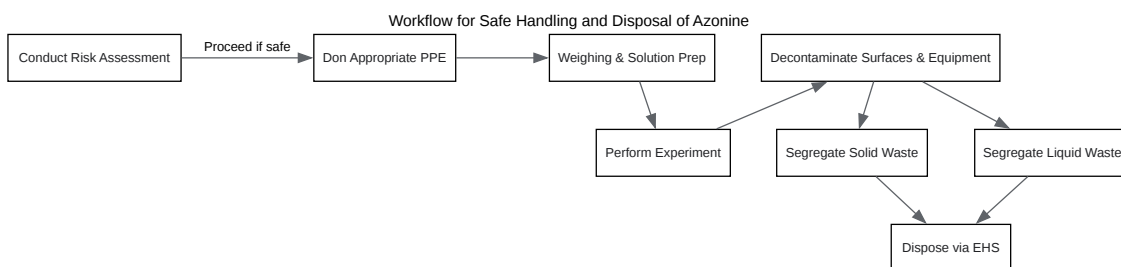 Workflow for Safe Handling and Disposal of Azonine
Conduct Risk Assessment
Proceed if safe
Don Appropriate PPE
Weighing & Solution Prep
Decontaminate Surfaces & Equipment
Perform Experiment
Segregate Solid Waste
Segregate Liquid Waste
Dispose via EHS